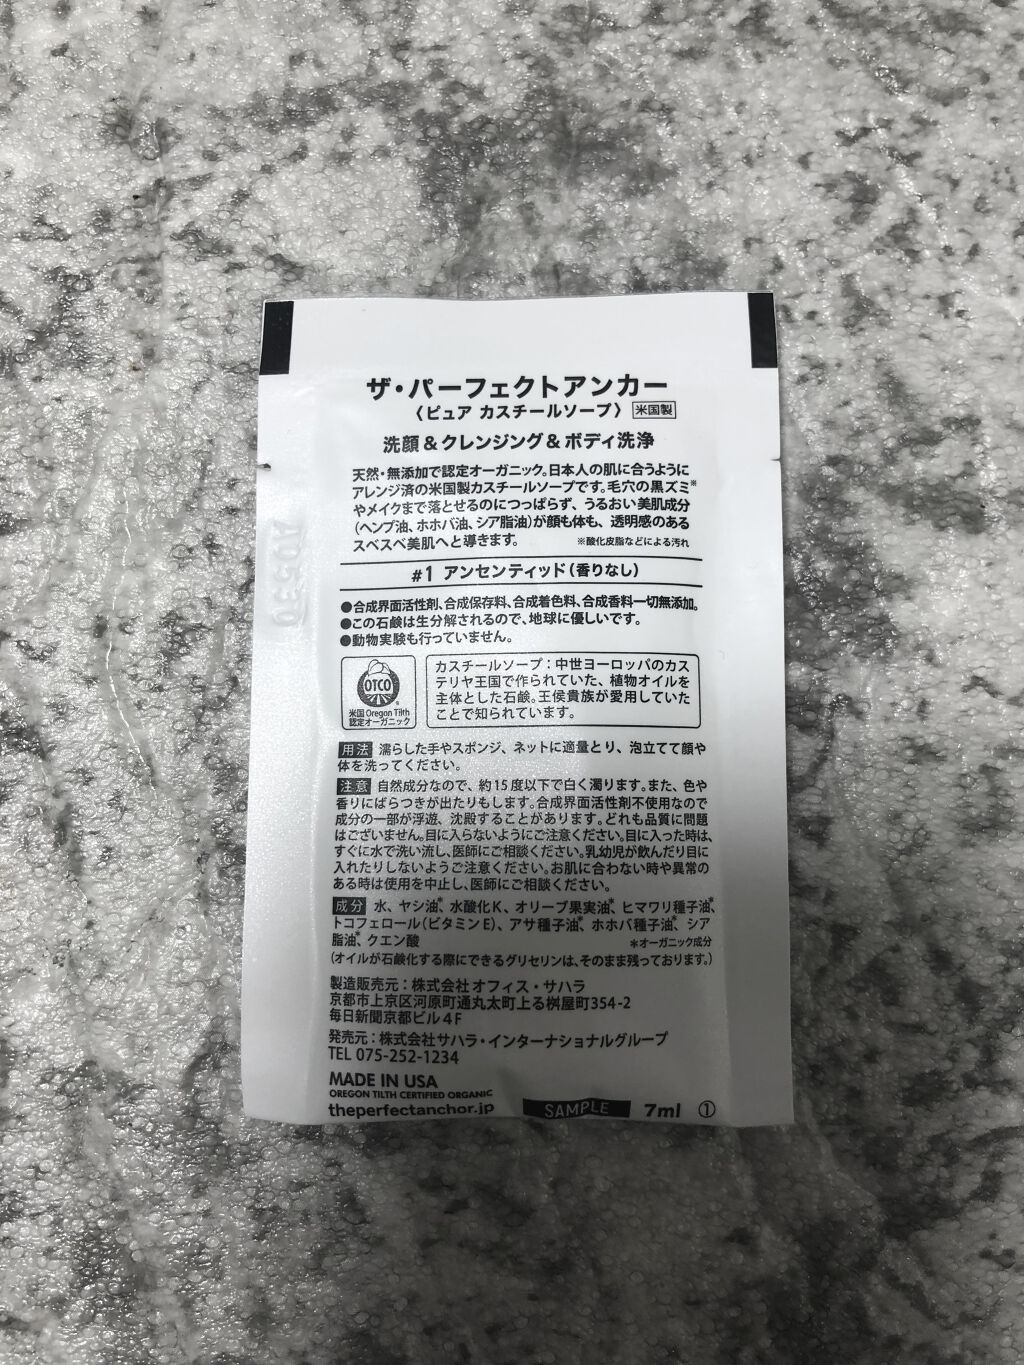 ザ・パーフェクトアンカー
〈ピュア カスチールソープ〉 米国製
洗顔&クレンジング&ボディ洗浄
天然・無添加で認定オーガニック。日本人の肌に合うように
アレンジ済の米国製カスチールソープです。毛穴の黒ズミ※
やメイクまで落とせるのにつっぱらず、うるおい美肌成分
(ヘンプ油、ホホバ油、シア脂油)が顔も体も、透明感のある
スベスベ美肌へと導きます。 ※酸化皮脂などによる汚れ
#1 アンセンティッド(香りなし)
●合成界面活性剤、合成保存料、合成着色料、合成香料一切無添加。
●この石鹸は生分解されるので、地球に優しいです。
●動物実験も行っていません。
OTCO
米国Oregon Tilth
認定オーガニック
カスチールソープ:中世ヨーロッパのカス
テリヤ王国で作られていた、植物オイルを
主体とした石鹸。王侯貴族が愛用していた
ことで知られています。
用法 濡らした手やスポンジ、ネットに適量とり、泡立てて顔や
体を洗ってください。
注意 自然成分なので、約15度以下で白く濁ります。また、色や
香りにばらつきが出たりもします。合成界面活性剤不使用なので
成分の一部が浮遊、沈殿することがあります。どれも品質に問題
はございません。目に入らないようにご注意ください。目に入った時は、
すぐに水で洗い流し、医師にご相談ください。乳幼児が飲んだり目に
入れたりしないようご注意ください。お肌に合わない時や異常の
ある時は使用を中止し、医師にご相談ください。
成分 水、ヤシ油*、水酸化K、オリーブ果実油*、ヒマワリ種子油*、
トコフェロール(ビタミンE)、アサ種子油*、ホホバ種子油*、シア
脂油*、クエン酸 *オーガニック成分
(オイルが石鹸化する際にできるグリセリンは、そのまま残っております。)
製造販売元:株式会社オフィス・サハラ
京都市上京区河原町通丸太町上る桝屋町354-2
毎日新聞京都ビル4F
発売元:株式会社サハラ・インターナショナルグループ
TEL 075-252-1234
MADE IN USA
OREGON TILTH CERTIFIED ORGANIC
theperfectanchor.jp SAMPLE 7ml ①